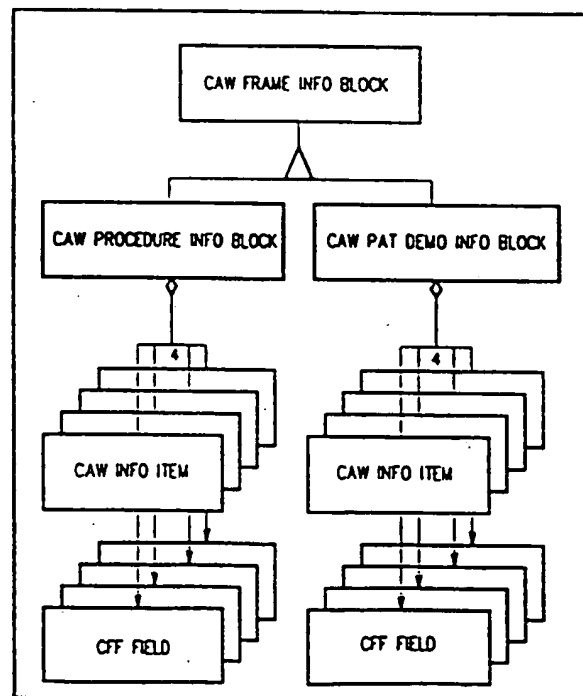 CAW FRAME INFO BLOCK
CAW PROCEDURE INFO BLOCK
CAW PAT DEMO INFO BLOCK
4
4
CAW INFO ITEM
CAW INFO ITEM
CFF FIELD
CFF FIELD